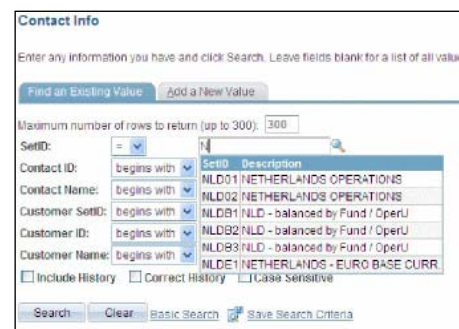 Contact Info
Enter any information you have and click Search. Leave fields blank for a list of all valu
Find an Existing Value Add a New Value
Maximum number of rows to return (up to 300): 300
SetID: = N
SetID Description
Contact ID: begins with NLD01 NETHERLANDS OPERATIONS
Contact Name: begins with NLD02 NETHERLANDS OPERATIONS
Customer SetID: begins with NLDB1 NLD - balanced by Fund / OperU
Customer ID: begins with NLDB2 NLD - balanced by Fund / OperU
NLDB3 NLD - balanced by Fund / OperU
Customer Name: begins with NLDE1 NETHERLANDS - EURO BASE CURR.
Include History Correct History Case Sensitive
Search Clear Basic Search Save Search Criteria